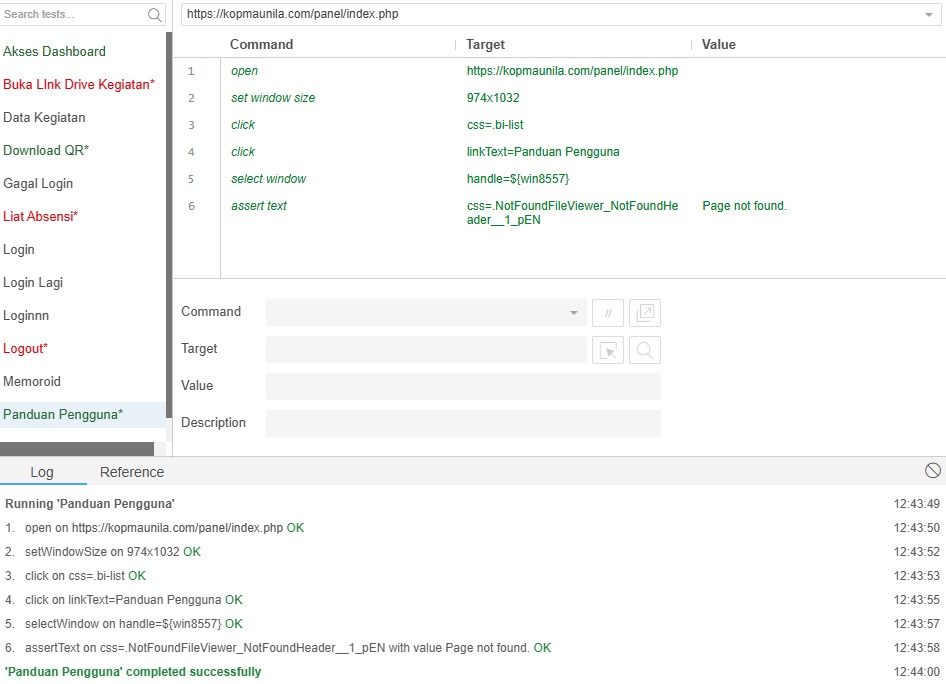 Search tests...
https://kopmaunila.com/panel/index.php
Akses Dashboard
Buka LInk Drive Kegiatan*
Data Kegiatan
Download QR*
Gagal Login
Liat Absensi*
Login
Login Lagi
Loginnn
Logout*
Memoroid
Panduan Pengguna*
Command Target Value
1 open https://kopmaunila.com/panel/index.php
2 set window size 974x1032
3 click css=.bi-list
4 click linkText=Panduan Pengguna
5 select window handle=${win8557}
6 assert text css=.NotFoundFileViewer_NotFoundHe Page not found.
ader__1_pEN
Command //
Target
Value
Description
Log Reference
Running 'Panduan Pengguna' 12:43:49
1. open on https://kopmaunila.com/panel/index.php OK 12:43:50
2. setWindowSize on 974x1032 OK 12:43:52
3. click on css=.bi-list OK 12:43:53
4. click on linkText=Panduan Pengguna OK 12:43:55
5. selectWindow on handle=${win8557} OK 12:43:57
6. assertText on css=.NotFoundFileViewer_NotFoundHeader__1_pEN with value Page not found. OK 12:43:58
'Panduan Pengguna' completed successfully 12:44:00